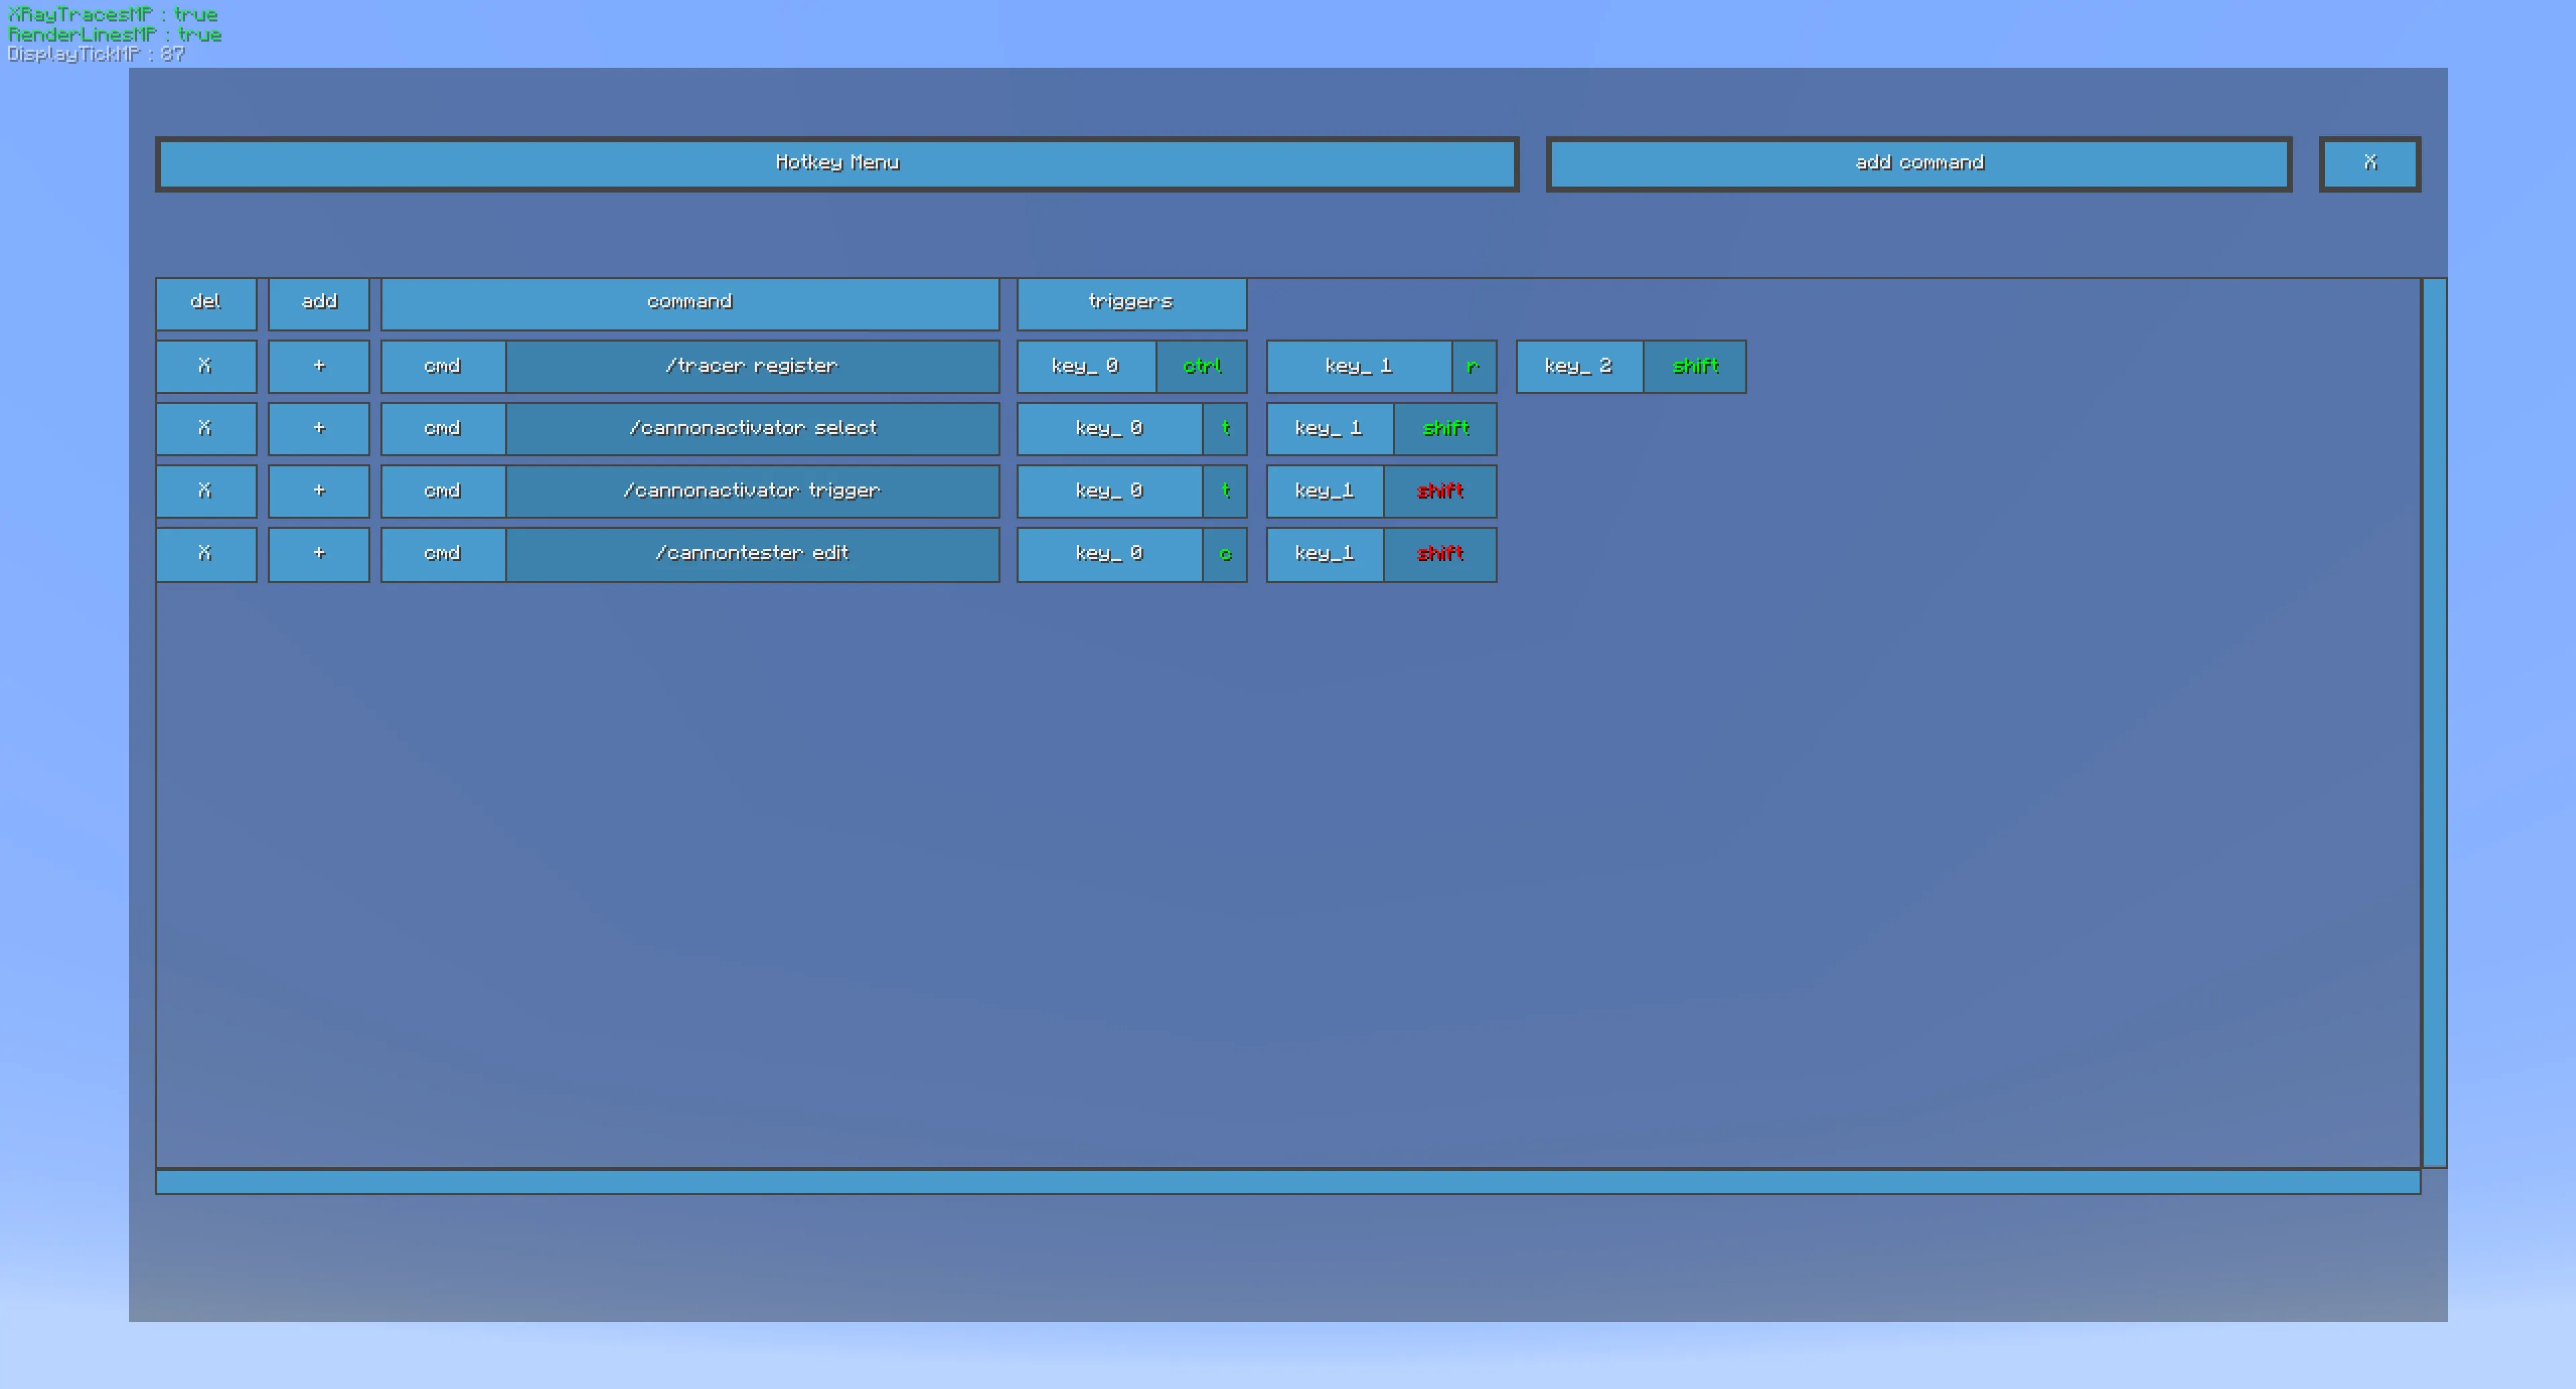 XRayTracesMP : true
RenderLinesMP : true
DisplayTickMP : 87
Hotkey Menu add command X
del add command triggers
X + cmd /tracer register key_ 0 ctrl key_ 1 r key_ 2 shift
X + cmd /cannonactivator select key_ 0 t key_ 1 shift
X + cmd /cannonactivator trigger key_ 0 t key_1 shift
X + cmd /cannontester edit key_ 0 c key_1 shift